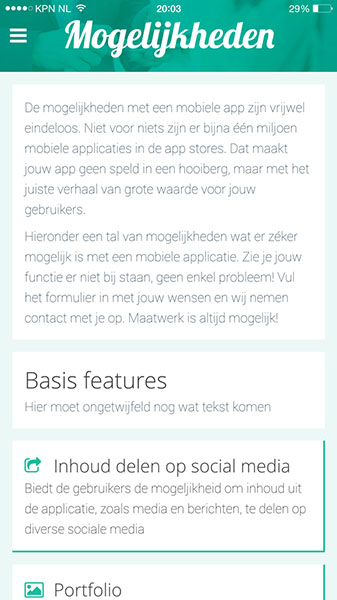 KPN NL 20:03 29%
Mogelijkheden
De mogelijkheden met een mobiele app zijn vrijwel
eindeloos. Niet voor niets zijn er bijna één miljoen
mobiele applicaties in de app stores. Dat maakt
jouw app geen speld in een hooiberg, maar met het
juiste verhaal van grote waarde voor jouw
gebruikers.
Hieronder een tal van mogelijkheden wat er zéker
mogelijk is met een mobiele applicatie. Zie je jouw
functie er niet bij staan, geen enkel probleem! Vul
het formulier in met jouw wensen en wij nemen
contact met je op. Maatwerk is altijd mogelijk!
Basis features
Hier moet ongetwijfeld nog wat tekst komen
Inhoud delen op social media
Biedt de gebruikers de mogeljkheid om inhoud uit
de applicatie, zoals media en berichten, te delen op
diverse sociale media
Portfolio